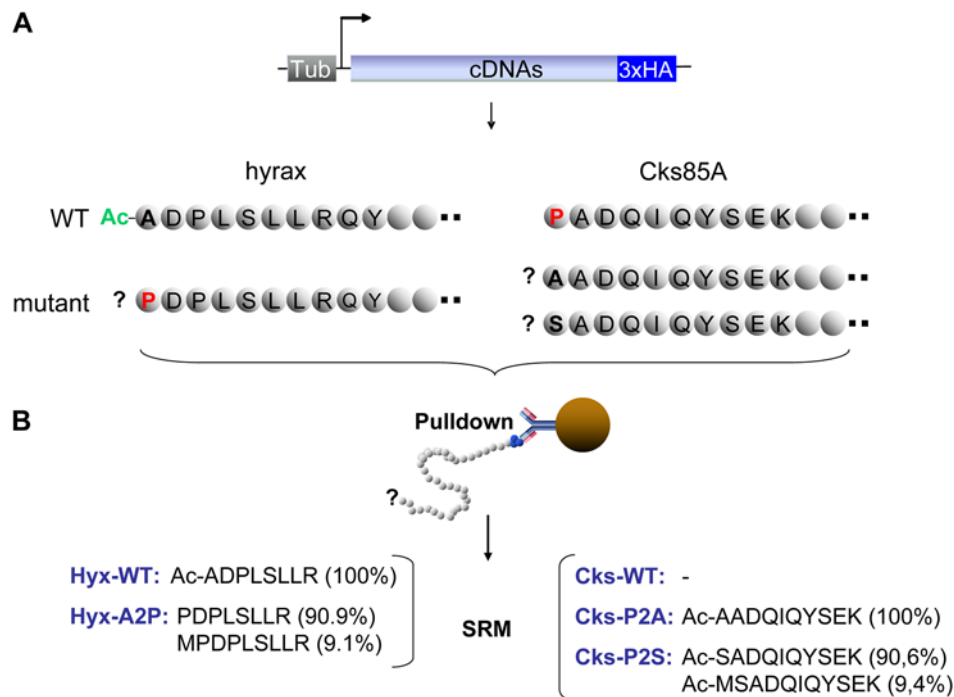 A
Tub
cDNAs
3xHA
hyrax
Cks85A
WT Ac-ADPLSLLRQY
PADQIQYSEK
mutant
? PDPLSLLRQY
? AADQIQYSEK
? SADQIQYSEK
B
Pulldown
?
Hyx-WT: Ac-ADPLSLLR (100%)
Hyx-A2P: PDPLSLLR (90.9%)
MPDPLSLLR (9.1%)
SRM
Cks-WT: -
Cks-P2A: Ac-AADQIQYSEK (100%)
Cks-P2S: Ac-SADQIQYSEK (90,6%)
Ac-MSADQIQYSEK (9,4%)